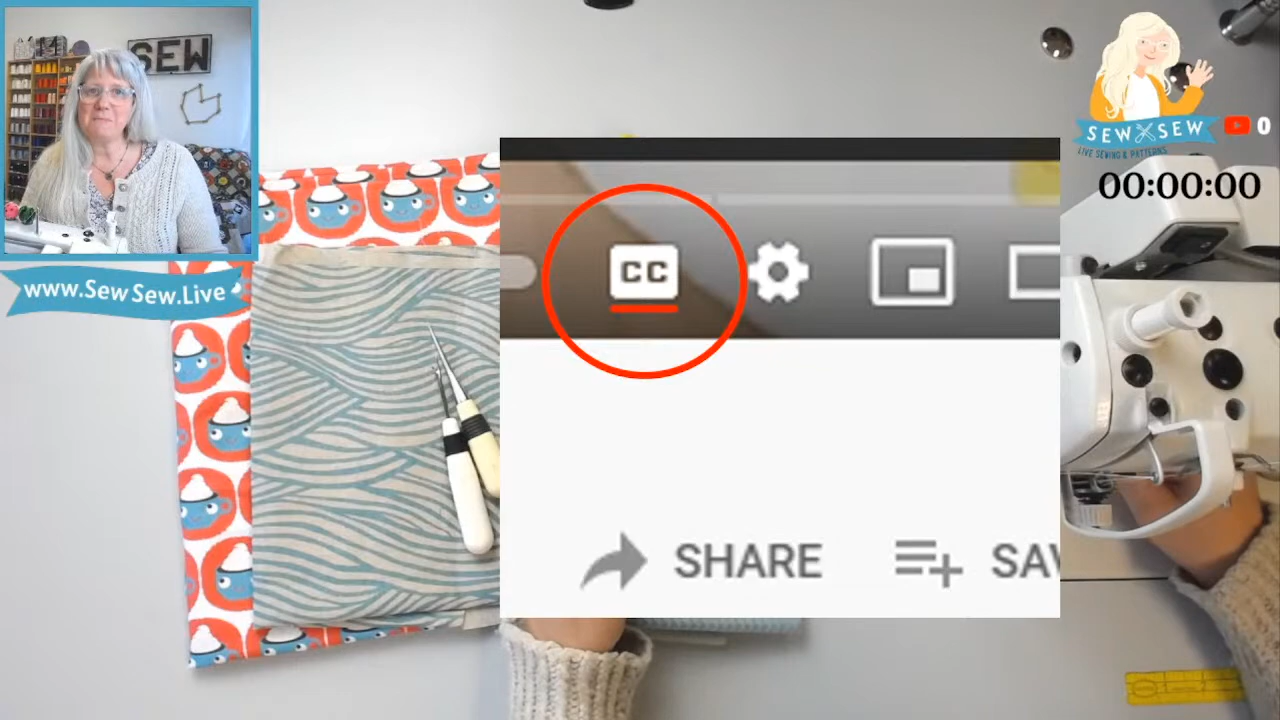 SEW
www.SewSew.Live
CC
SHARE
SAV
SEW SEW
LIVE SEWING & PATTERNS
0
00:00:00